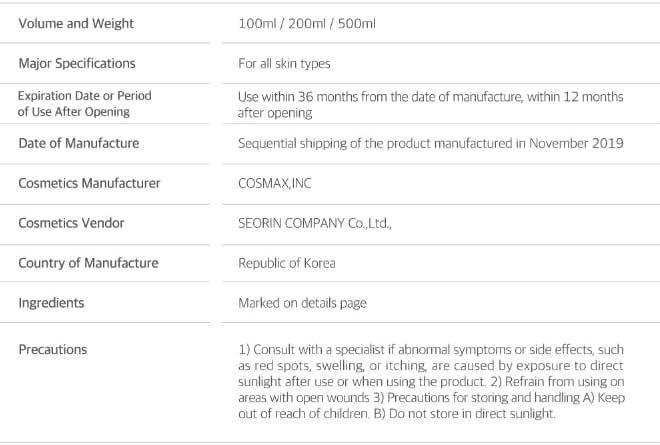 Volume and Weight
100ml / 200ml / 500ml
Major Specifications
For all skin types
Expiration Date or Period
of Use After Opening
Use within 36 months from the date of manufacture, within 12 months
after opening
Date of Manufacture
Sequential shipping of the product manufactured in November 2019
Cosmetics Manufacturer
COSMAX,INC
Cosmetics Vendor
SEORIN COMPANY Co.,Ltd.,
Country of Manufacture
Republic of Korea
Ingredients
Marked on details page
Precautions
1) Consult with a specialist if abnormal symptoms or side effects, such
as red spots, swelling, or itching, are caused by exposure to direct
sunlight after use or when using the product. 2) Refrain from using on
areas with open wounds 3) Precautions for storing and handling A) Keep
out of reach of children. B) Do not store in direct sunlight.